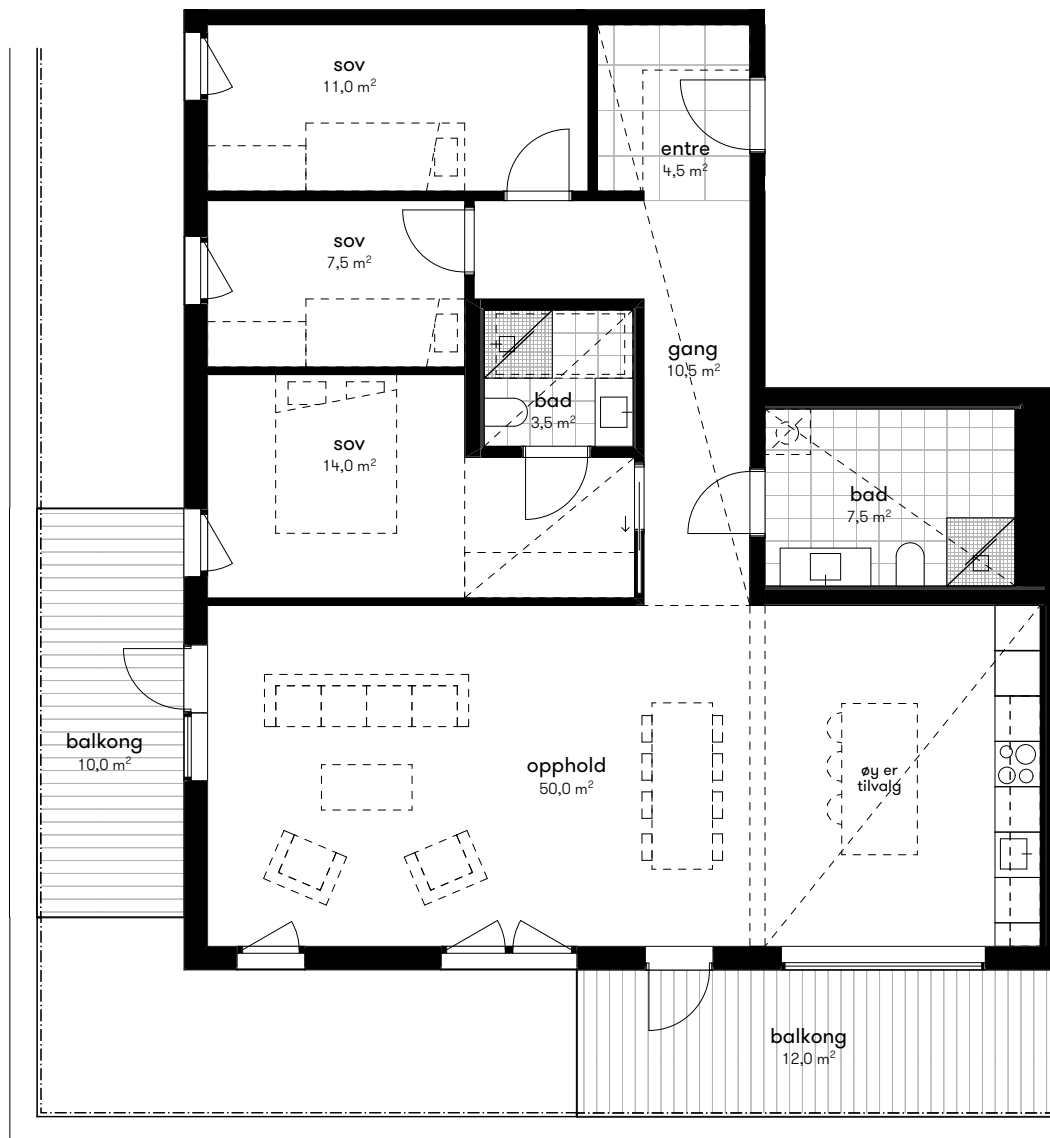 sov
11,0 m²
entre
4,5 m²
sov
7,5 m²
gang
10,5 m²
bad
3,5 m²
sov
14,0 m²
bad
7,5 m²
balkong
10,0 m²
opphold
50,0 m²
øy er
tilvalg
balkong
12,0 m²